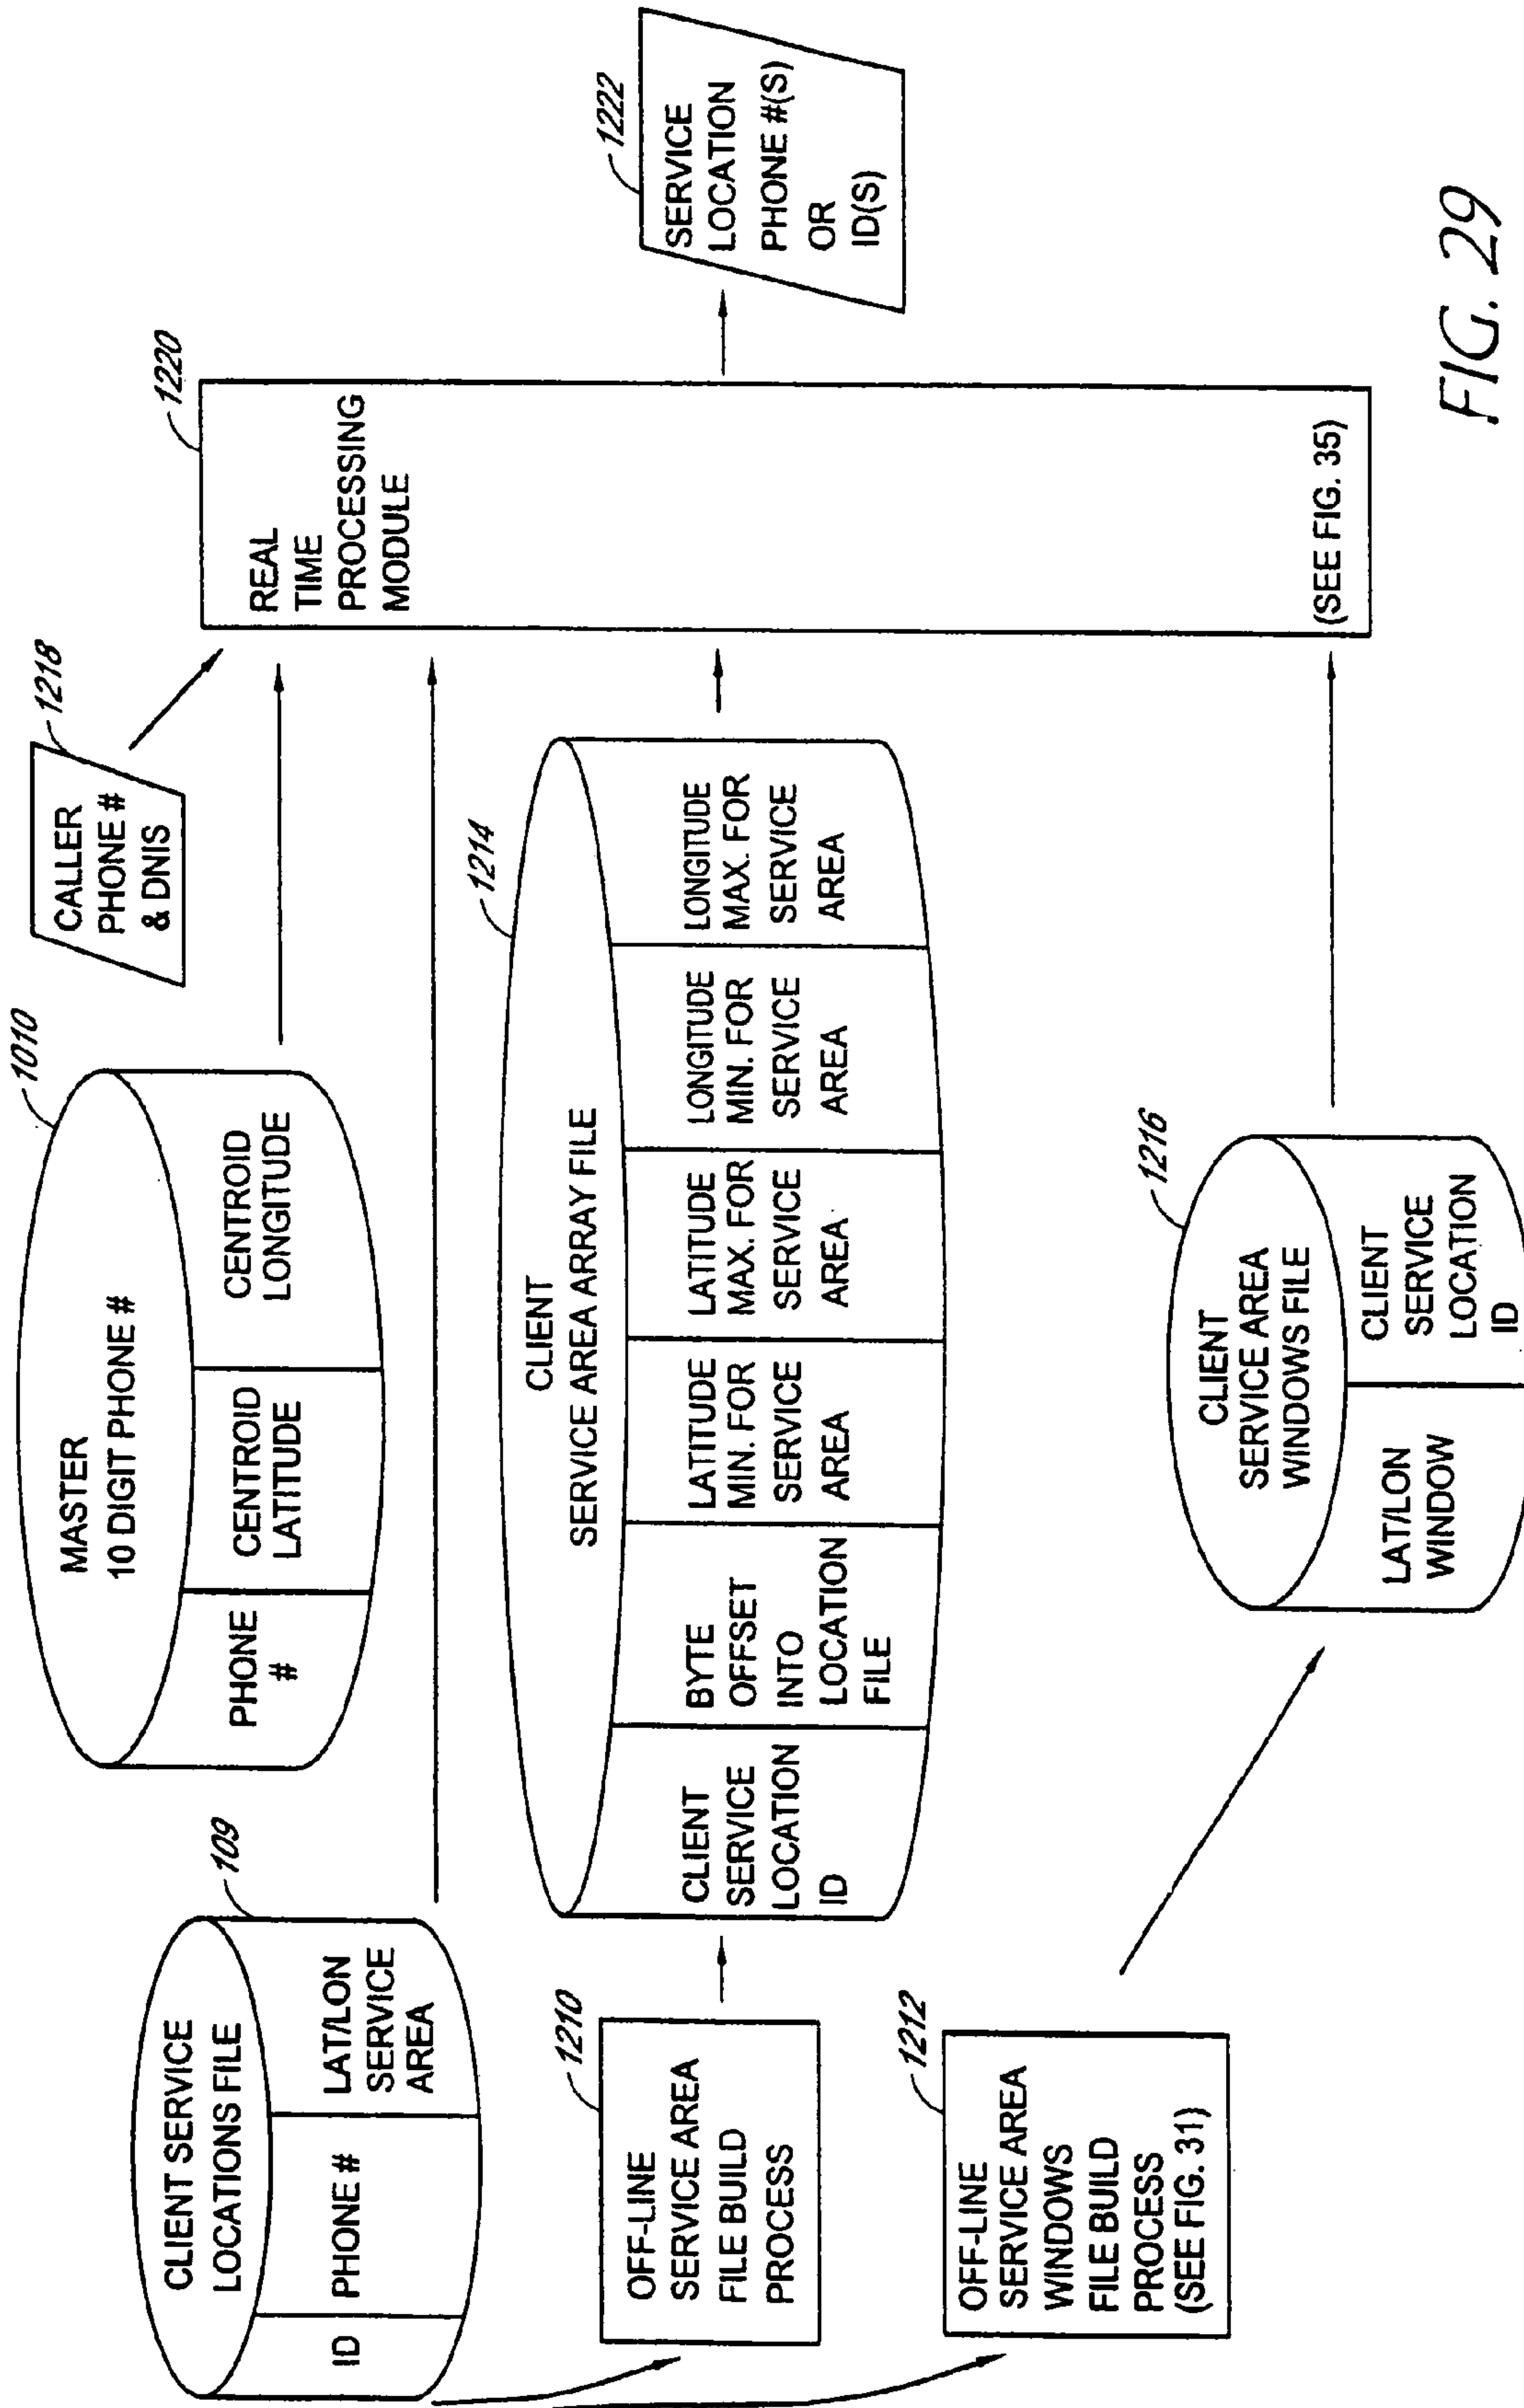 CLIENT SERVICE
LOCATIONS FILE
109
ID
PHONE #
LAT/LON
SERVICE
AREA
MASTER
10 DIGIT PHONE #
1010
PHONE
#
CENTROID
LATITUDE
CENTROID
LONGITUDE
CALLER
PHONE #
& DNIS
1218
REAL
TIME
PROCESSING
MODULE
1220
(SEE FIG. 35)
OFF-LINE
SERVICE AREA
FILE BUILD
PROCESS
1210
CLIENT
SERVICE AREA ARRAY FILE
1214
CLIENT
SERVICE
LOCATION
ID
BYTE
OFFSET
INTO
LOCATION
FILE
LATITUDE
MIN. FOR
SERVICE
AREA
LATITUDE
MAX. FOR
SERVICE
AREA
LONGITUDE
MIN. FOR
SERVICE
AREA
LONGITUDE
MAX. FOR
SERVICE
AREA
SERVICE
LOCATION
PHONE #(S)
OR
ID(S)
1222
OFF-LINE
SERVICE AREA
WINDOWS
FILE BUILD
PROCESS
(SEE FIG. 31)
1212
CLIENT
SERVICE AREA
WINDOWS FILE
1216
LAT/LON
WINDOW
CLIENT
SERVICE
LOCATION
ID
FIG. 29